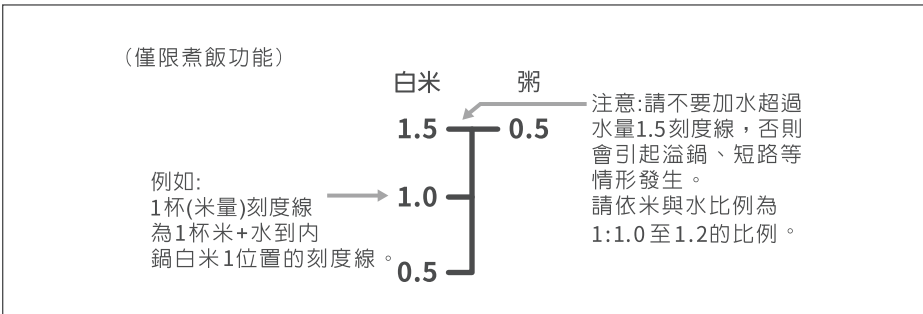 （僅限煮飯功能）
白米 粥
1.5 0.5
注意:請不要加水超過
水量1.5刻度線，否則
會引起溢鍋、短路等
情形發生。
請依米與水比例為
1:1.0至1.2的比例。
例如:
1杯(米量)刻度線
為1杯米+水到内
鍋白米1位置的刻度線。
1.0
0.5